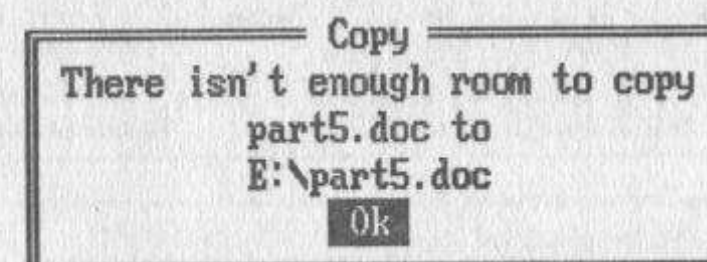 Copy
There isn't enough room to copy
part5.doc to
E:\part5.doc
Ok